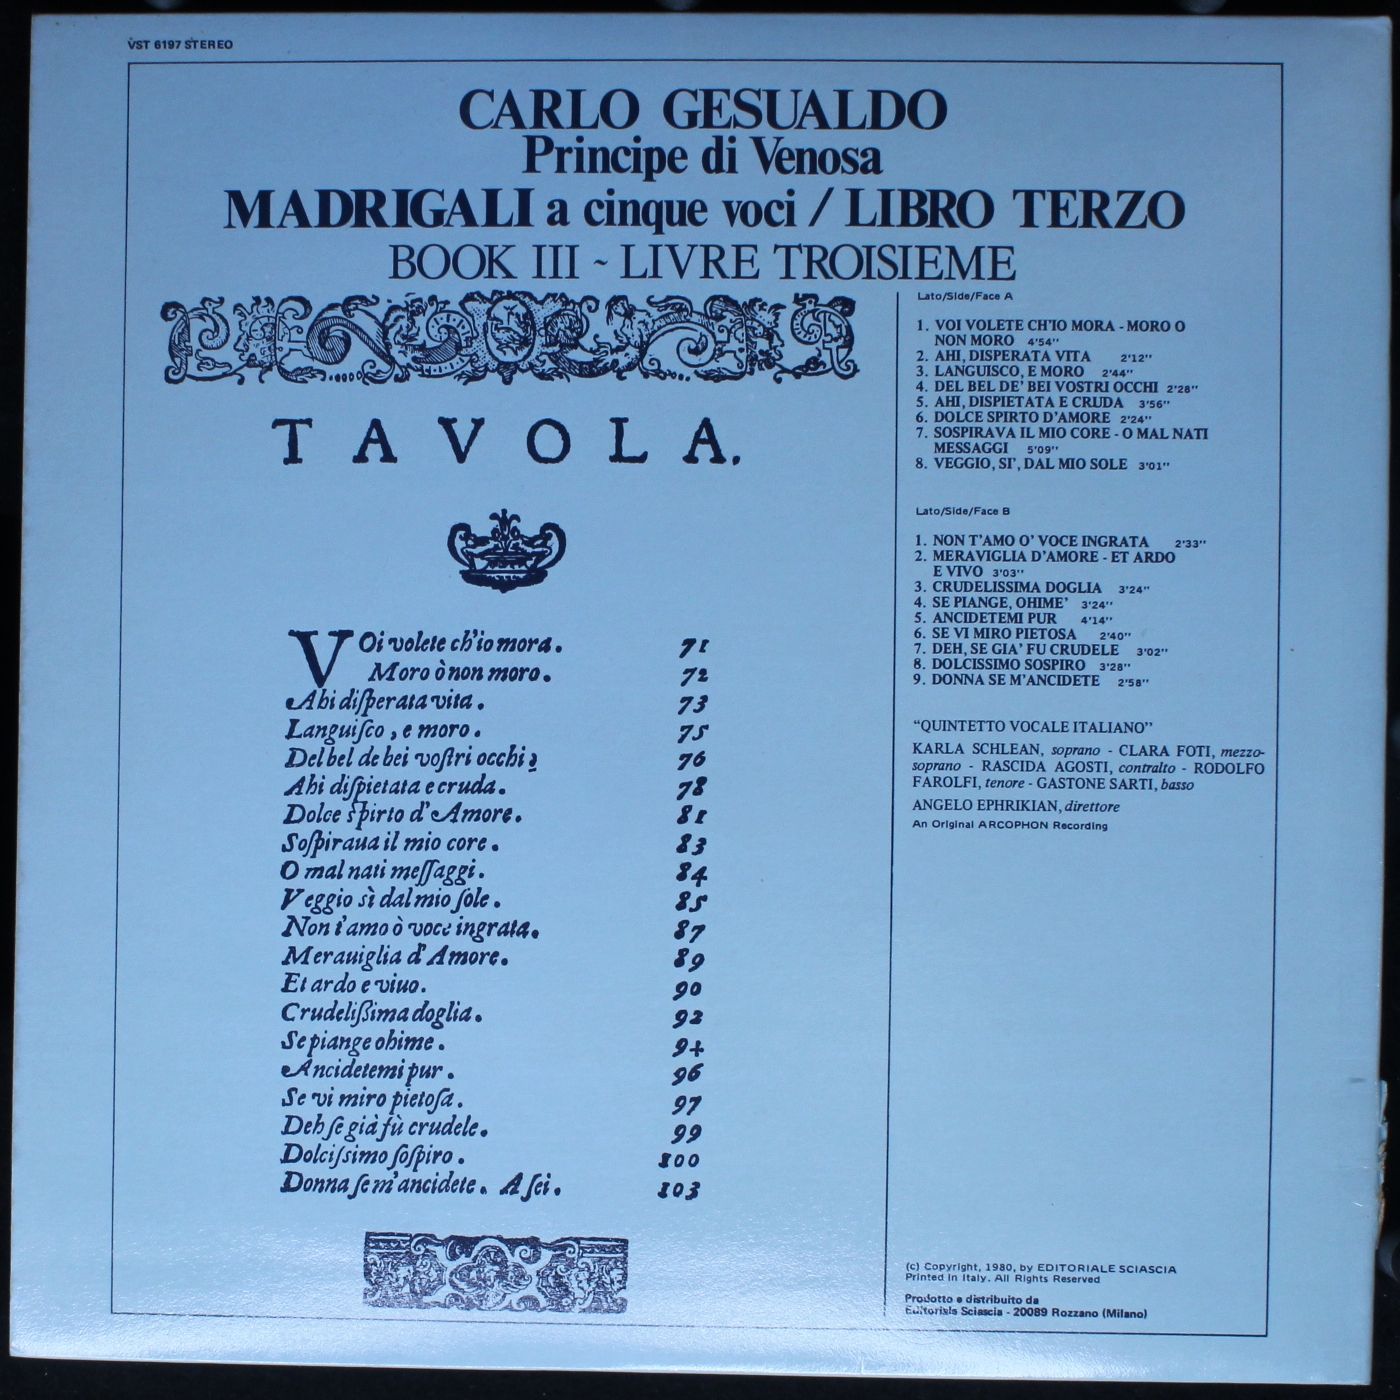 VST 6197 STEREO
CARLO GESUALDO
Principe di Venosa
MADRIGALI a cinque voci / LIBRO TERZO
BOOK III ~ LIVRE TROISIEME
TAVOLA.
VOi volete ch'io mora. 71
Moro ò non moro. 72
Ahi diſperata vita. 73
Languiſco, e moro. 75
Del bel de bei voſtri occhi. 76
Ahi diſpietata e cruda. 78
Dolce ſpirto d'Amore. 81
Soſpiraua il mio core. 83
O mal nati meſſaggi. 84
Veggio sì dal mio ſole. 85
Non t'amo ò voce ingrata. 87
Merauiglia d'Amore. 89
Et ardo e viuo. 90
Crudelißima doglia. 92
Se piange ohime. 94
Ancidetemi pur. 96
Se vi miro pietoſa. 97
Deh ſe già fù crudele. 99
Dolciſsimo ſoſpiro. 100
Donna ſe m'ancidete. A ſei. 103
Lato/Side/Face A
1. VOI VOLETE CH'IO MORA - MORO O
NON MORO 4'54''
2. AHI, DISPERATA VITA 2'12''
3. LANGUISCO, E MORO 2'44''
4. DEL BEL DE' BEI VOSTRI OCCHI 2'28''
5. AHI, DISPIETATA E CRUDA 3'56''
6. DOLCE SPIRTO D'AMORE 2'24''
7. SOSPIRAVA IL MIO CORE - O MAL NATI
MESSAGGI 5'09''
8. VEGGIO, SI', DAL MIO SOLE 3'01''
Lato/Side/Face B
1. NON T'AMO O' VOCE INGRATA 2'33''
2. MERAVIGLIA D'AMORE - ET ARDO
E VIVO 3'03''
3. CRUDELISSIMA DOGLIA 3'24''
4. SE PIANGE, OHIME' 3'24''
5. ANCIDETEMI PUR 4'14''
6. SE VI MIRO PIETOSA 2'40''
7. DEH, SE GIA' FU CRUDELE 3'02''
8. DOLCISSIMO SOSPIRO 3'28''
9. DONNA SE M'ANCIDETE 2'58''
"QUINTETTO VOCALE ITALIANO"
KARLA SCHLEAN, soprano - CLARA FOTI, mezzo-
soprano - RASCIDA AGOSTI, contralto - RODOLFO
FAROLFI, tenore - GASTONE SARTI, basso
ANGELO EPHRIKIAN, direttore
An Original ARCOPHON Recording
(c) Copyright, 1980, by EDITORIALE SCIASCIA
Printed in Italy. All Rights Reserved
Prodotto e distribuito da
Editoriale Sciascia - 20089 Rozzano (Milano)